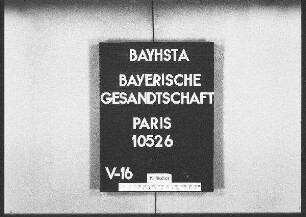 BAYHSTA
BAYERISCHE
GESANDTSCHAFT
PARIS
10526
V-16